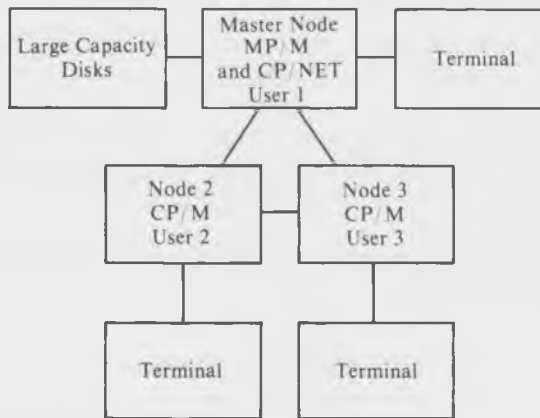 Large Capacity
Disks
Master Node
MP/M
and CP/NET
User 1
Terminal
Node 2
CP/M
User 2
Node 3
CP/M
User 3
Terminal
Terminal